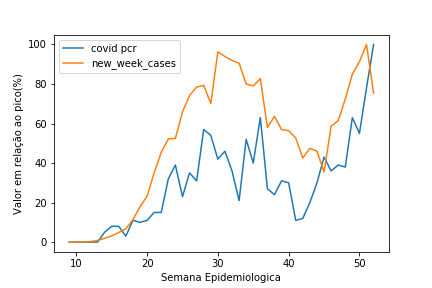 covid pcr
new_week_cases
Valor em relação ao pico(%)
100
80
60
40
20
0
10
20
30
40
50
Semana Epidemiologica